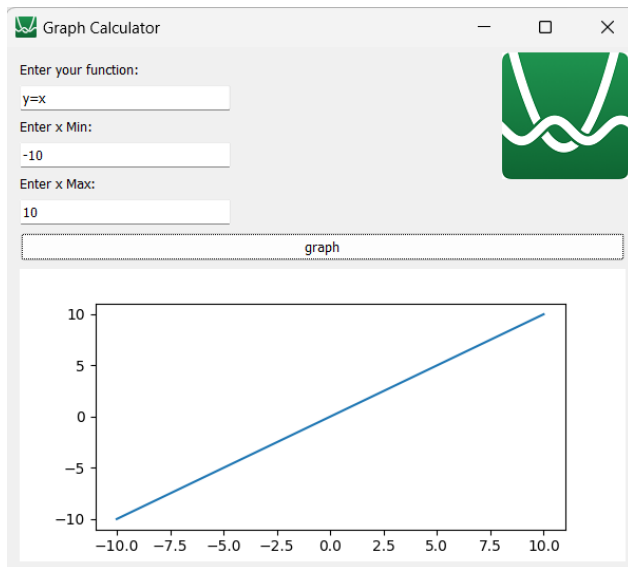 Graph Calculator
Enter your function:
y=x
Enter x Min:
-10
Enter x Max:
10
graph
10
5
0
−5
−10
−10.0 −7.5 −5.0 −2.5 0.0 2.5 5.0 7.5 10.0